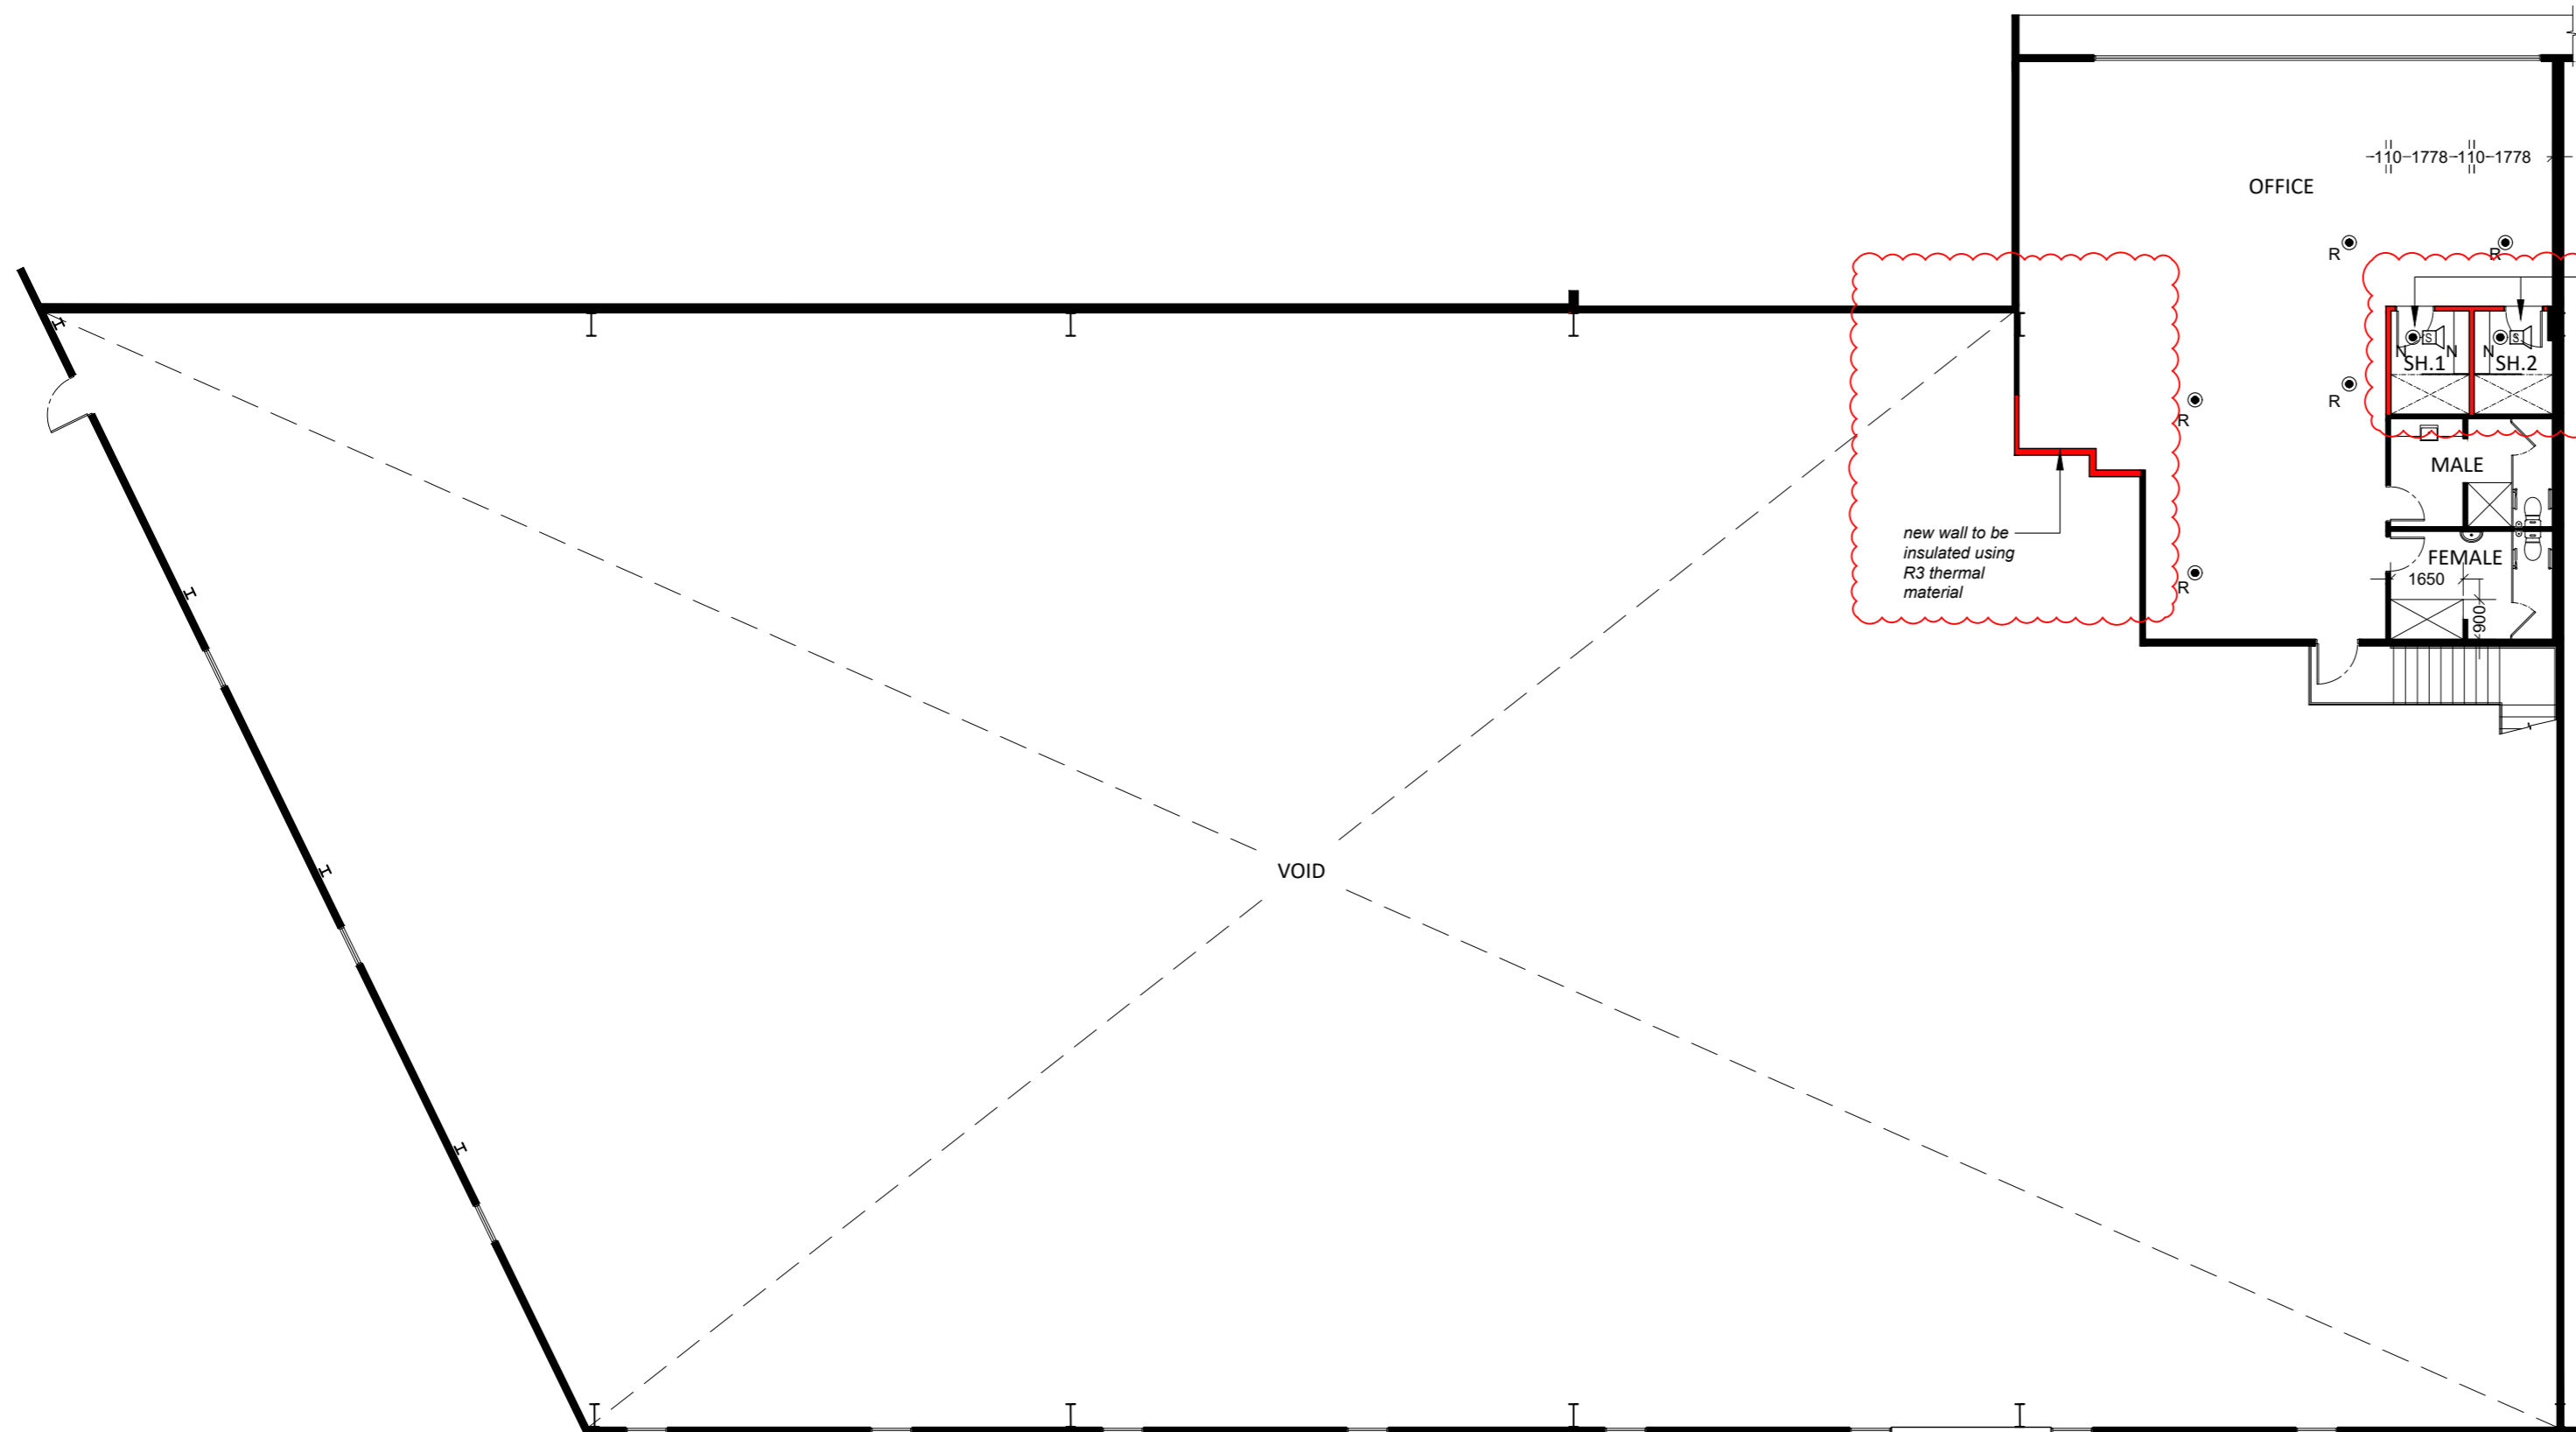 110 1778 110 1778
OFFICE
R
R
S
S
N
N
N
SH.1
SH.2
R
R
MALE
new wall to be
insulated using
R3 thermal
material
FEMALE
1650
R
900
VOID